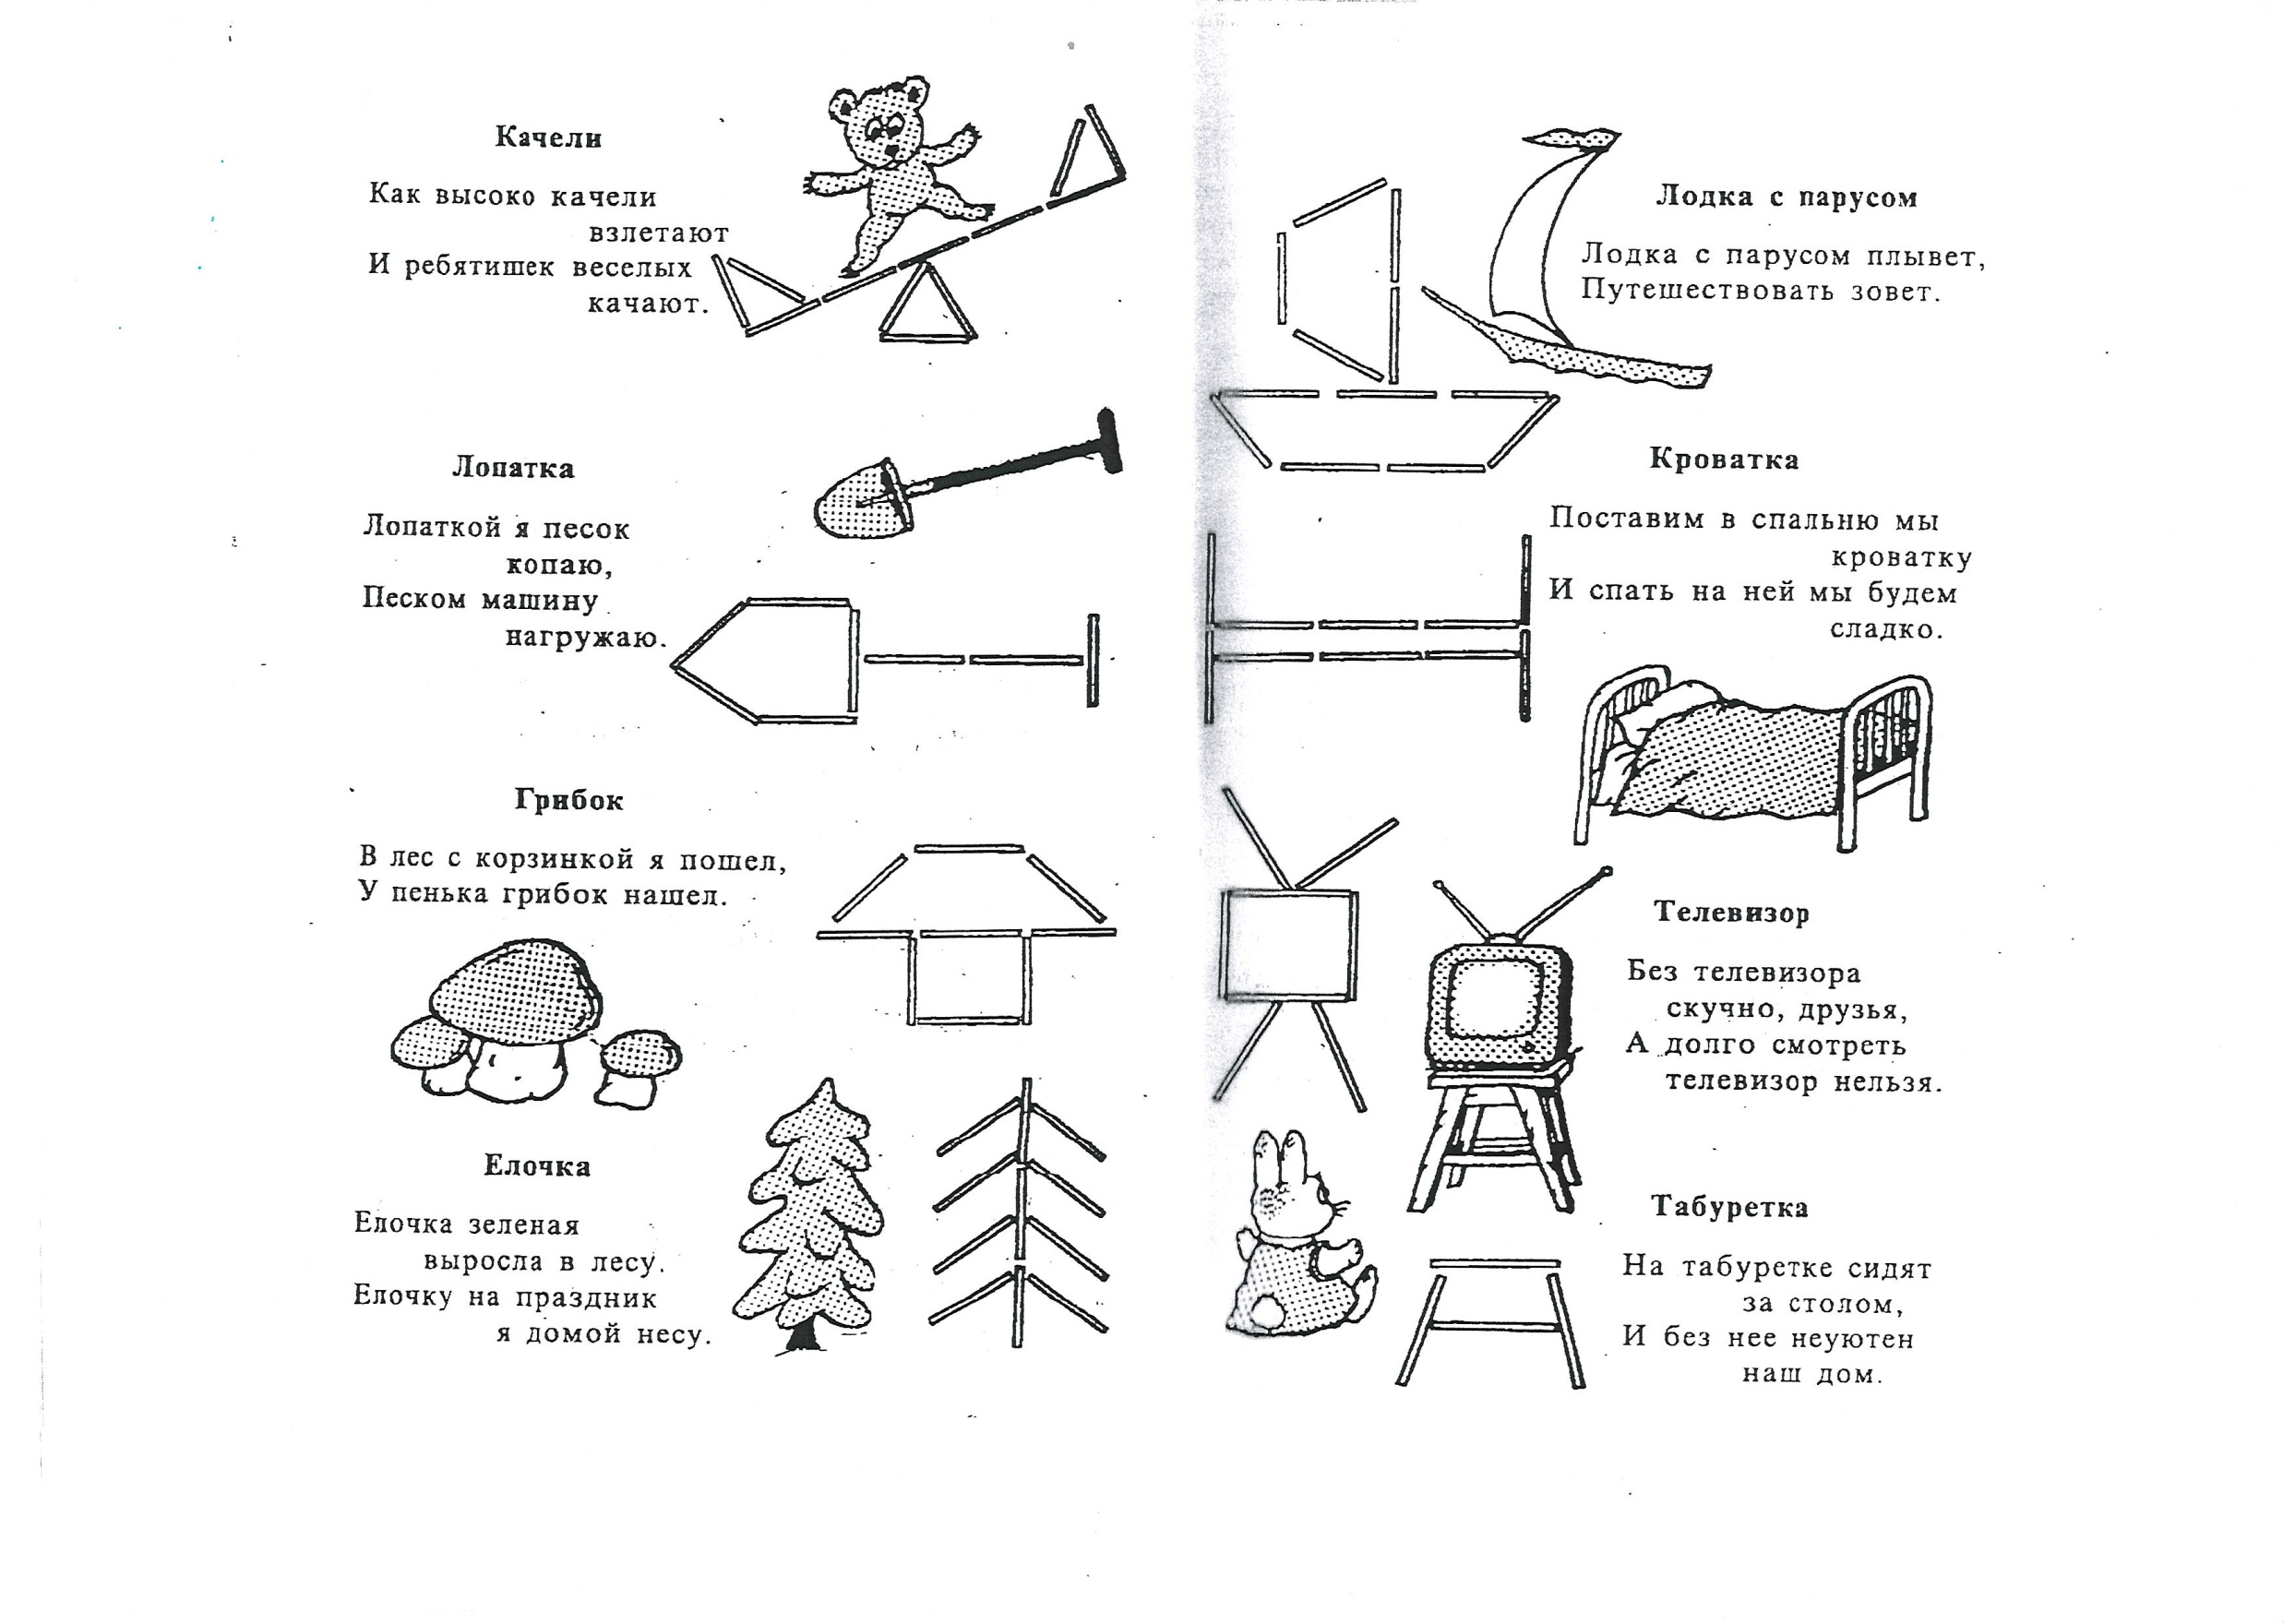 Качели
Как высоко качели
взлетают
И ребятишек веселых
качают.
Лопатка
Лопаткой я песок
копаю,
Песком машину
нагружаю.
Грибок
В лес с корзинкой я пошел,
У пенька грибок нашел.
Елочка
Елочка зеленая
выросла в лесу.
Елочку на праздник
я домой несу.
Лодка с парусом
Лодка с парусом плывет,
Путешествовать зовет.
Кроватка
Поставим в спальню мы
кроватку
И спать на ней мы будем
сладко.
Телевизор
Без телевизора
скучно, друзья,
А долго смотреть
телевизор нельзя.
Табуретка
На табуретке сидят
за столом,
И без нее неуютен
наш дом.